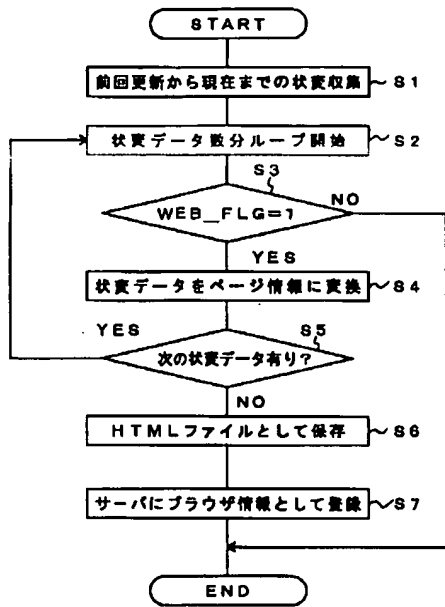 START
前回更新から現在までの状変収集
S1
状変データ数分ループ開始
S2
S3
WEB_FLG=1
NO
YES
状変データをページ情報に変換
S4
YES
S5
次の状変データ有り?
NO
HTMLファイルとして保存
S6
サーバにブラウザ情報として登録
S7
END